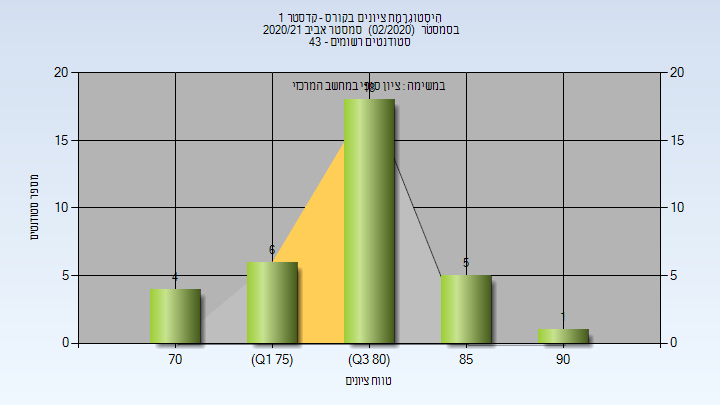 היסטוגרמת ציונים בקורס - קדסטר 1
בסמסטר (02/2020) סמסטר אביב 2020/21
סטודנטים רשומים - 43
במשימה : ציון סופי במחשב המרכזי
מספר סטודנטים
20
15
10
5
0
20
15
10
5
0
4
6
18
5
1
70
(Q1 75)
(Q3 80)
85
90
טווח ציונים